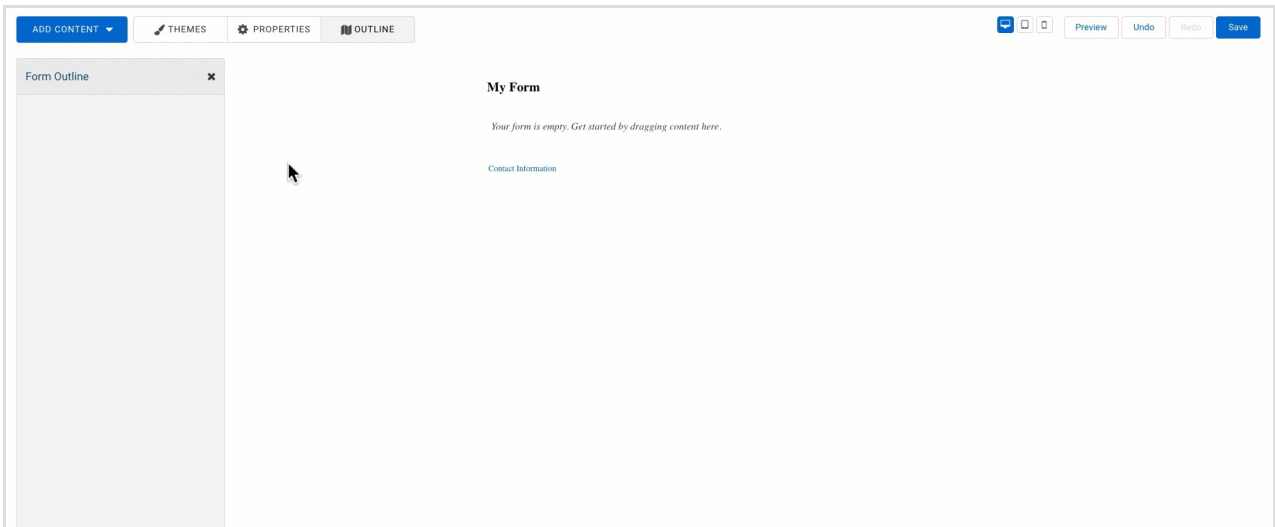 ADD CONTENT THEMES PROPERTIES OUTLINE Preview Undo Redo Save
Form Outline
My Form
Your form is empty. Get started by dragging content here.
Contact Information